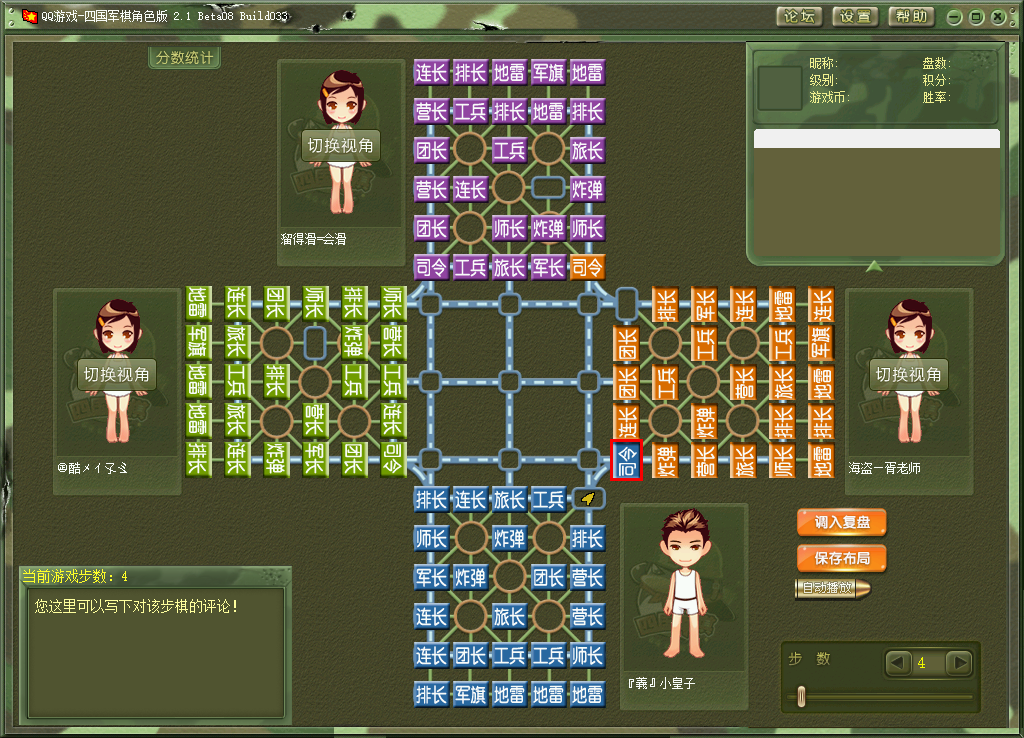 QQ游戏-四国军棋角色版 2.1 Beta08 Build033
论坛 设置 帮助
分数统计
昵称: 盘数:
级别: 积分:
游戏币: 胜率:
切换视角
溜得滑=会滑
连长 排长 地雷 军旗 地雷
营长 工兵 排长 地雷 排长
团长 工兵 旅长
营长 连长 炸弹
团长 师长 炸弹 师长
司令 工兵 旅长 军长 司令
切换视角
地雷 连长 团长 师长 排长 师长
军旗 旅长 炸弹 营长
地雷 工兵 排长 工兵 工兵
地雷 旅长 营长 连长
排长 连长 炸弹 军长 团长 司令
排长 军长 连长 地雷 连长
团长 工兵 工兵 军旗
团长 工兵 营长 旅长 地雷
连长 炸弹 排长 排长
司令 炸弹 营长 旅长 师长 地雷
切换视角
海盗一胥老师
排长 连长 旅长 工兵
师长 炸弹 排长
军长 炸弹 团长 营长
连长 旅长 营长
连长 团长 工兵 工兵 师长
排长 军旗 地雷 地雷 地雷
『義』小皇子
调入复盘
保存布局
自动播放
步 数 4
当前游戏步数: 4
您这里可以写下对该步棋的评论!